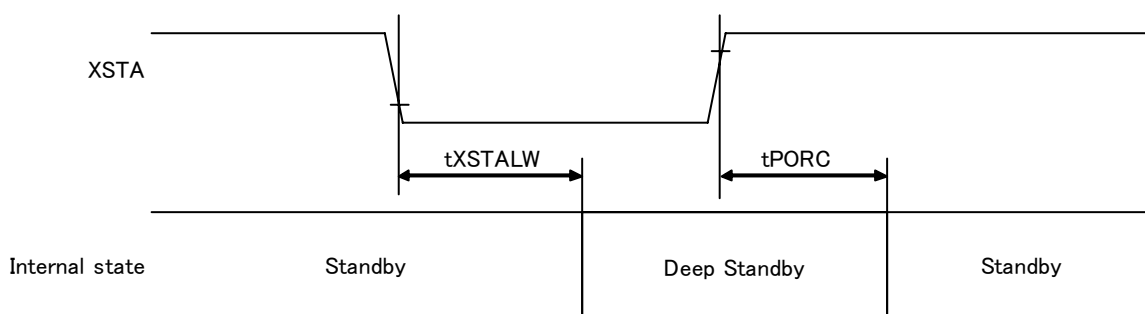 XSTA
tXSTALW
tPORC
Internal state
Standby
Deep Standby
Standby